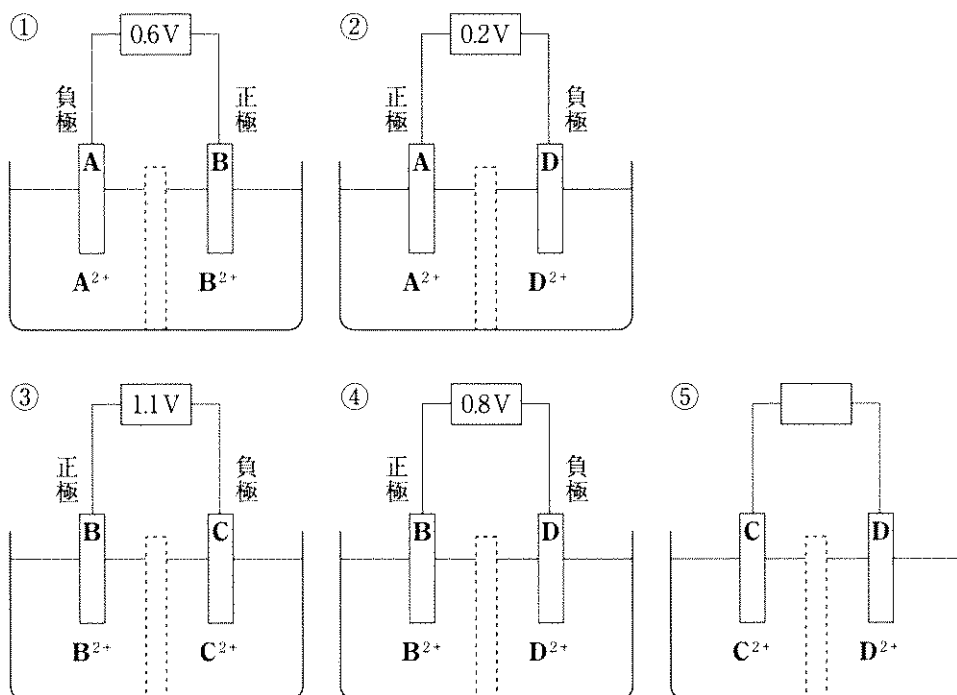 ① 0.6V
負極 正極
A B
A²⁺ B²⁺
② 0.2V
正極 負極
A D
A²⁺ D²⁺
③ 1.1V
正極 負極
B C
B²⁺ C²⁺
④ 0.8V
正極 負極
B D
B²⁺ D²⁺
⑤
C D
C²⁺ D²⁺